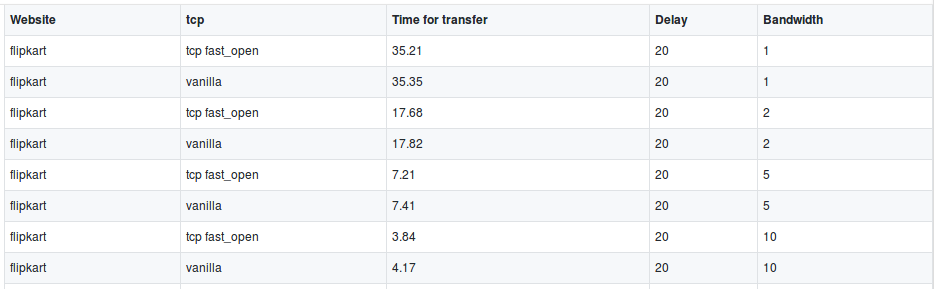 Website tcp Time for transfer Delay Bandwidth
flipkart tcp fast_open 35.21 20 1
flipkart vanilla 35.35 20 1
flipkart tcp fast_open 17.68 20 2
flipkart vanilla 17.82 20 2
flipkart tcp fast_open 7.21 20 5
flipkart vanilla 7.41 20 5
flipkart tcp fast_open 3.84 20 10
flipkart vanilla 4.17 20 10